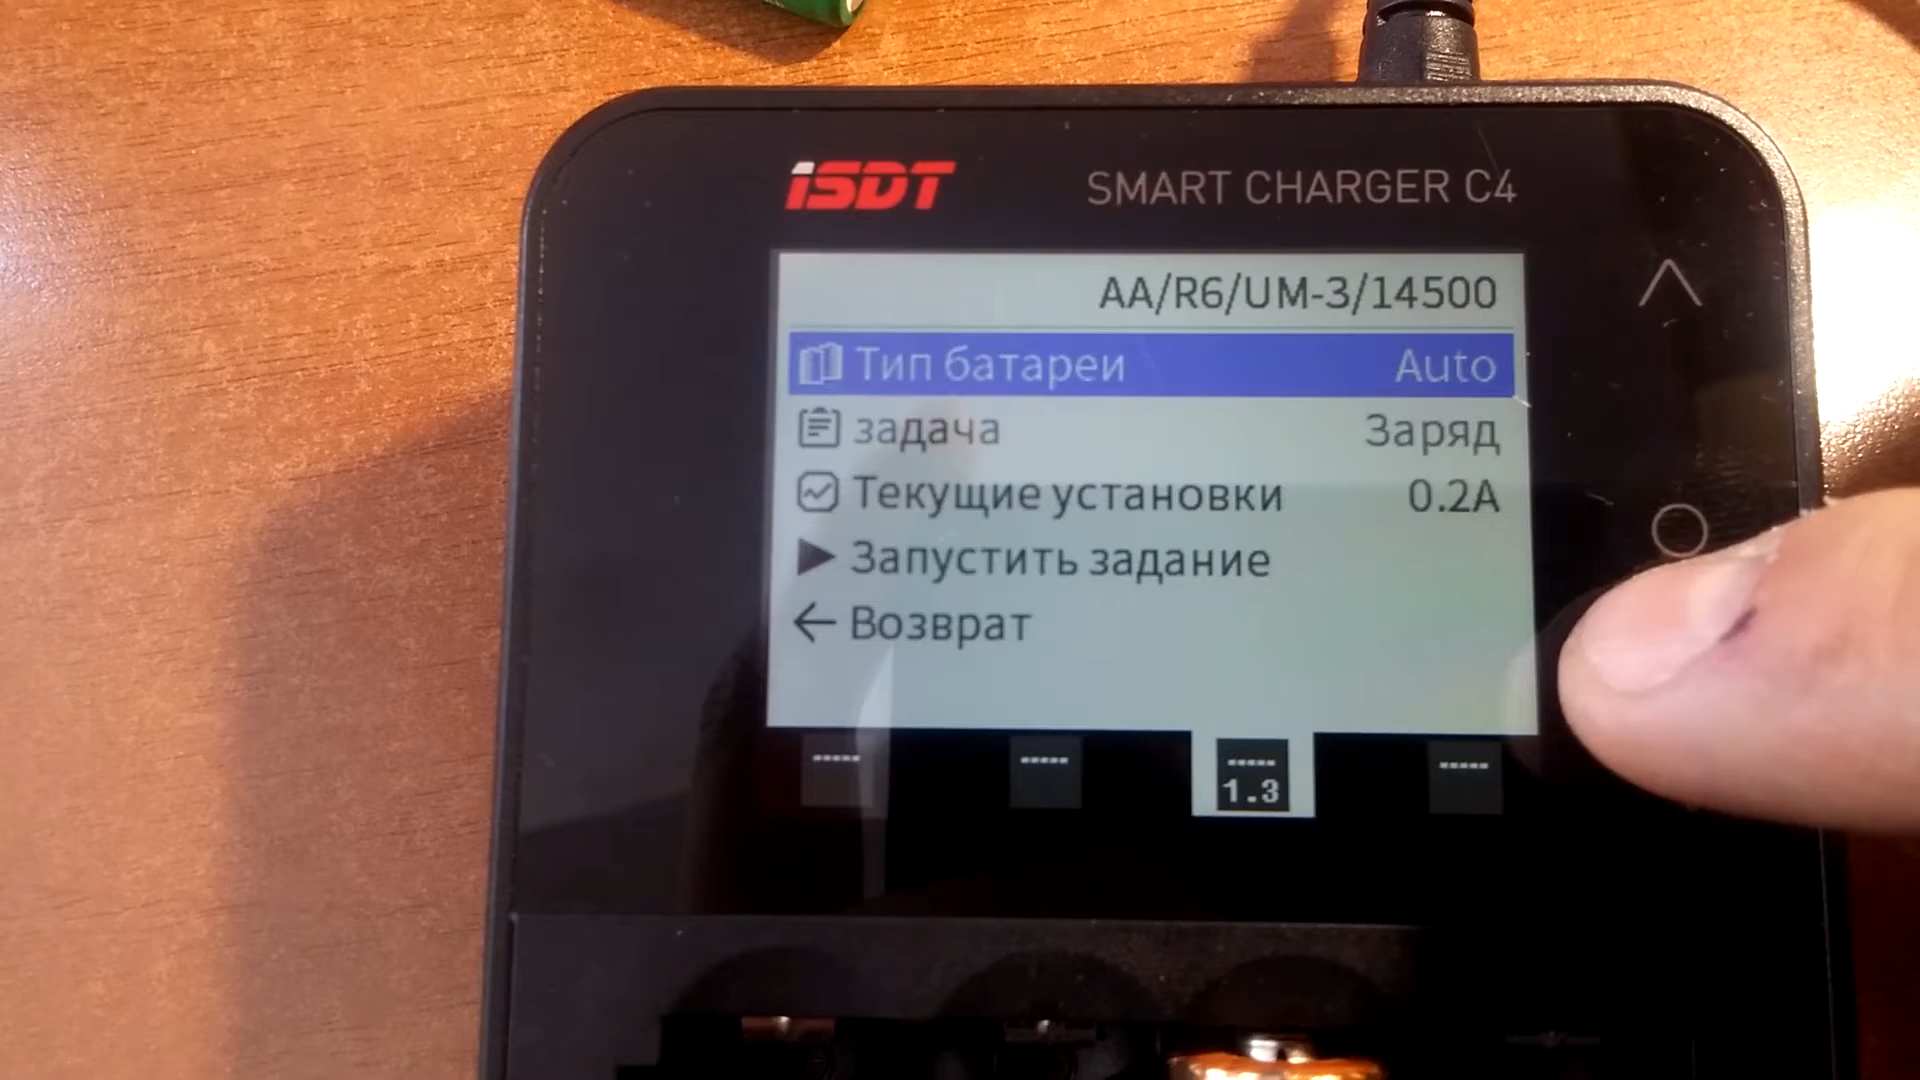 iSDT SMART CHARGER C4
AA/R6/UM-3/14500
Тип батареи Auto
задача Заряд
Текущие установки 0.2A
Запустить задание
Возврат
----- ----- ----- -----
1.3